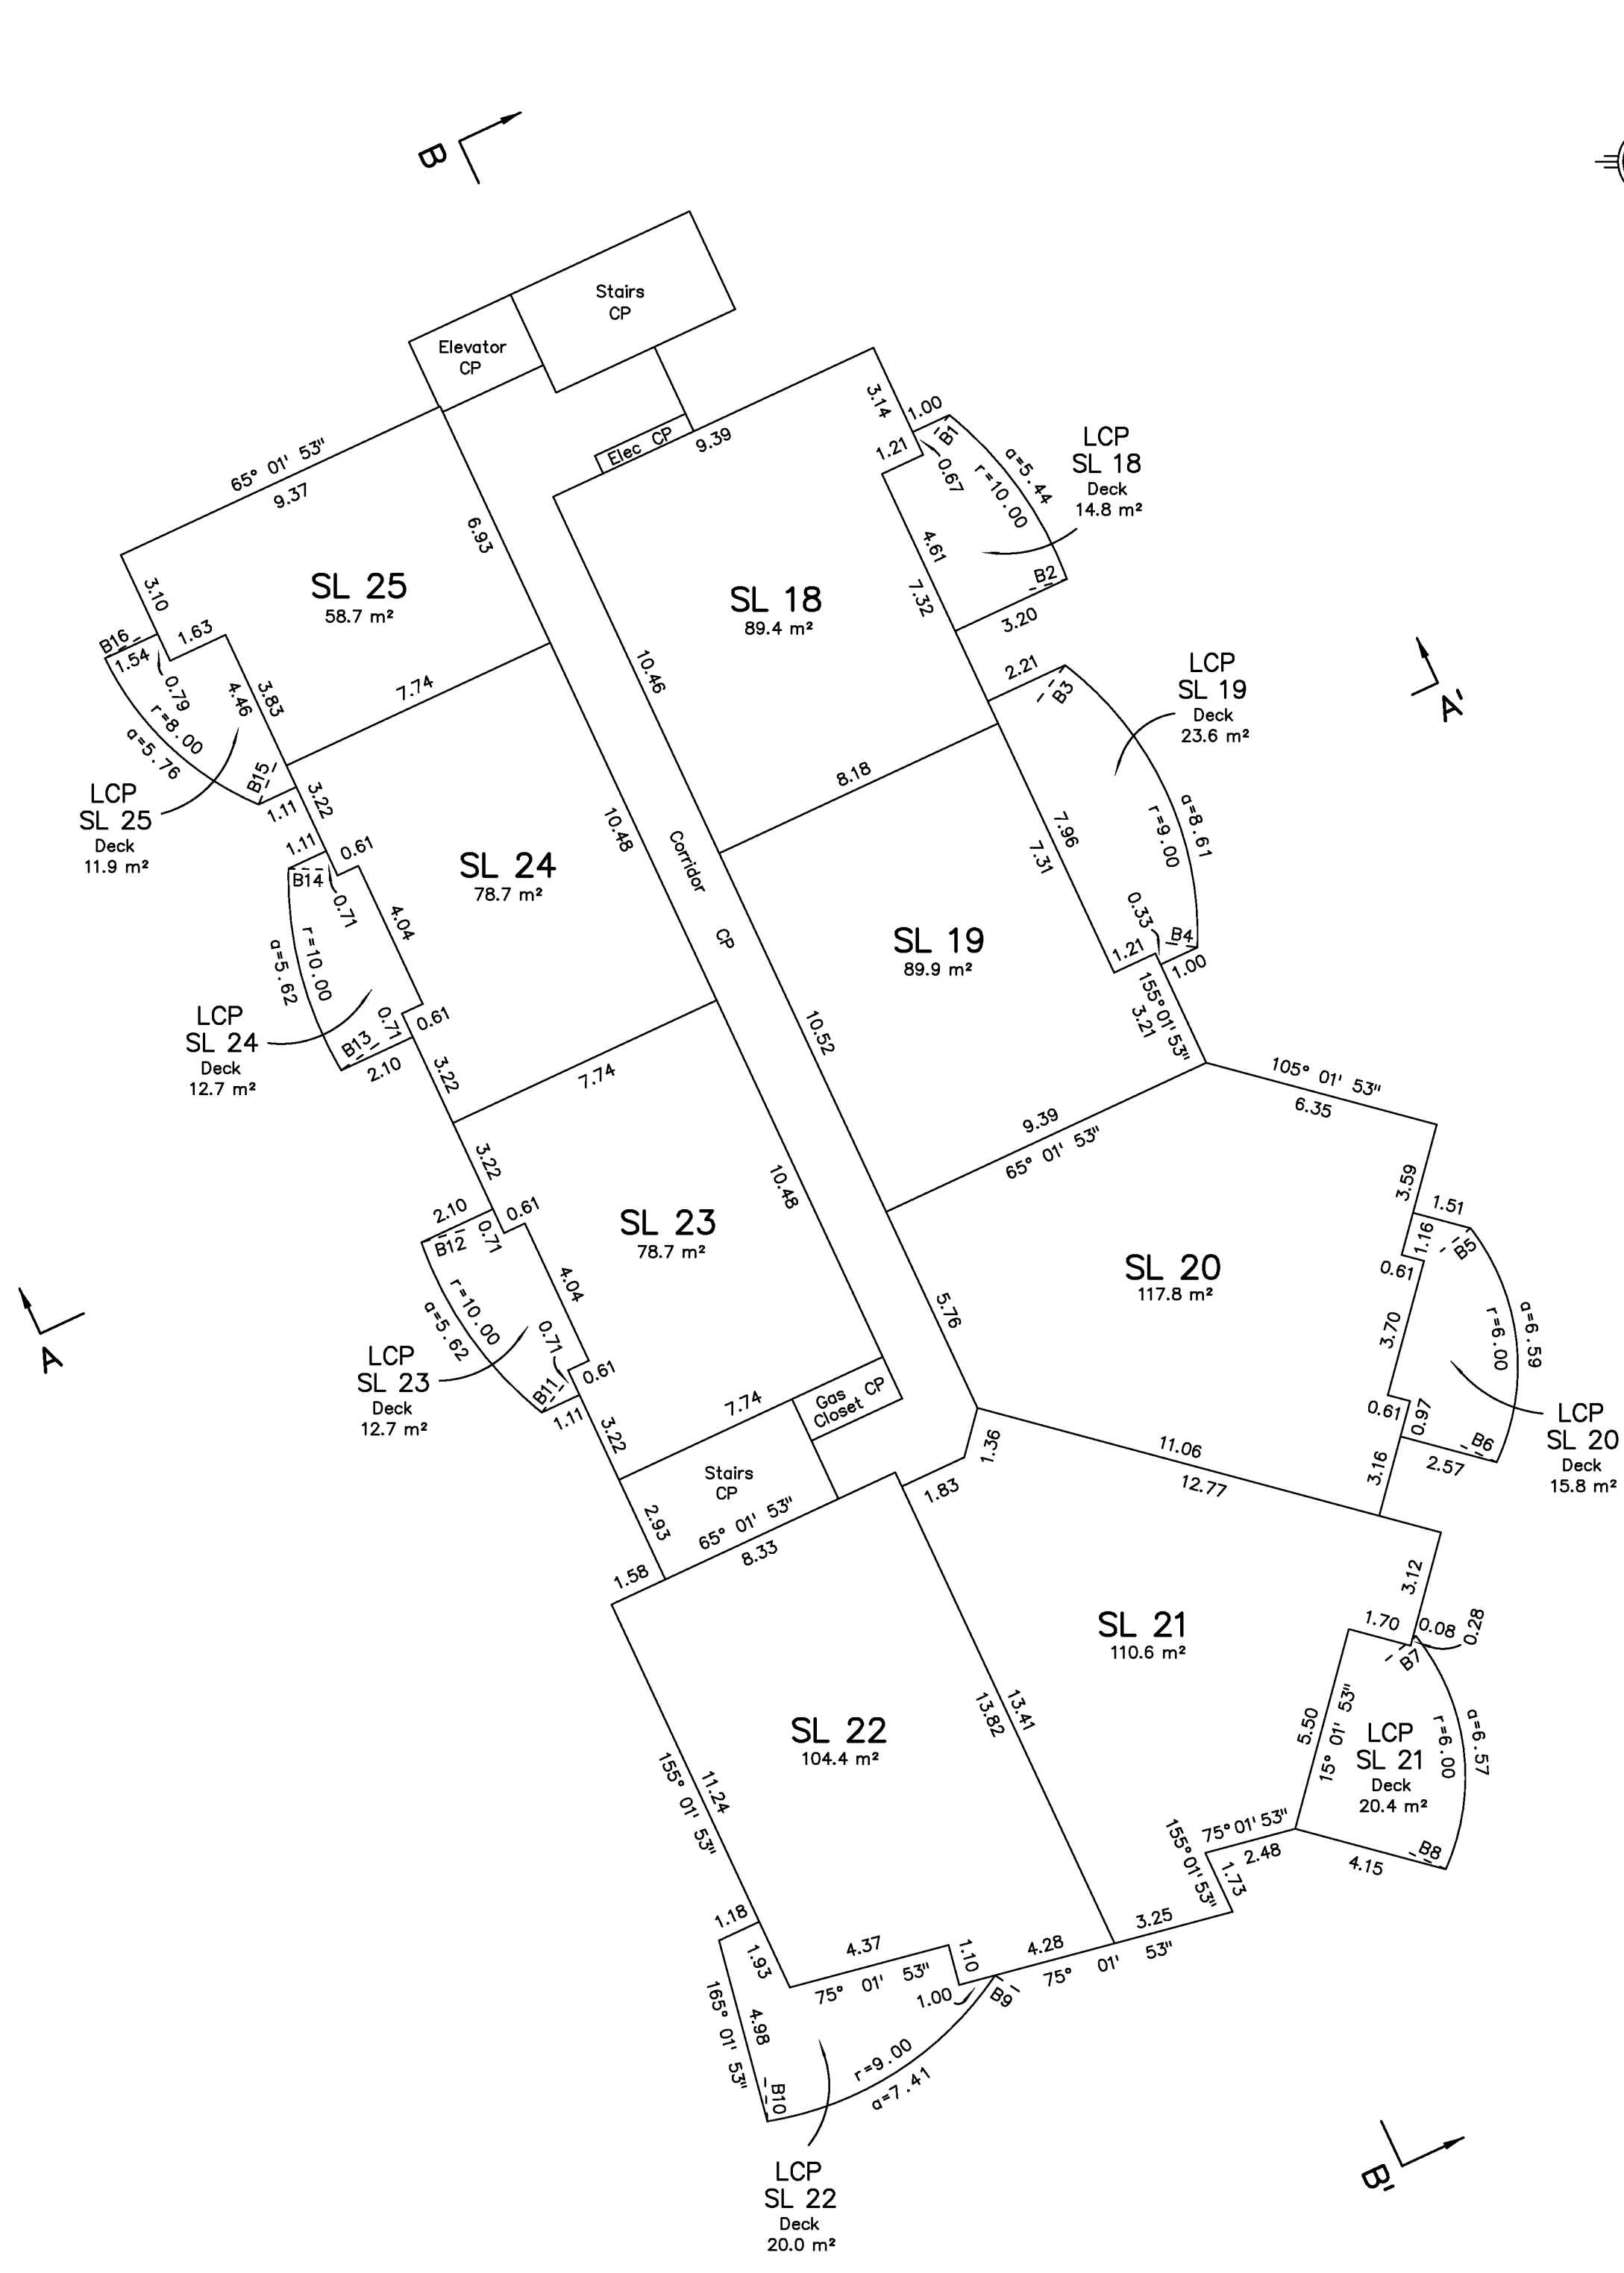 B
Stairs
CP
Elevator
CP
Elec CP
9.39
3.14
1.00
B1
1.21
0.67
a=5.44
r=10.00
LCP
SL 18
Deck
14.8 m²
65° 01' 53"
9.37
6.93
4.61
7.32
B2
3.20
SL 25
58.7 m²
SL 18
89.4 m²
3.10
B16
1.54
1.63
0.79
4.46
3.83
r=8.00
a=5.76
B15
1.11
7.74
10.46
2.21
B3
LCP
SL 19
Deck
23.6 m²
A'
LCP
SL 25
Deck
11.9 m²
3.22
1.11
0.61
B14
0.71
SL 24
78.7 m²
10.48
Corridor
CP
8.18
7.96
7.31
r=9.00
a=8.61
4.04
r=10.00
a=5.62
SL 19
89.9 m²
0.33
B4
1.21
1.00
155°01'53"
3.21
LCP
SL 24
Deck
12.7 m²
0.71
B13
0.61
2.10
3.22
10.52
7.74
105° 01' 53"
6.35
9.39
65° 01' 53"
3.22
10.48
3.59
1.51
2.10
0.61
B12
0.71
SL 23
78.7 m²
1.16
B5
0.61
SL 20
117.8 m²
4.04
r=10.00
a=5.62
5.76
3.70
r=6.00
a=6.59
A
LCP
SL 23
Deck
12.7 m²
0.71
B11
0.61
1.11
3.22
7.74
Gas
Closet CP
0.61
0.97
B6
2.57
LCP
SL 20
Deck
15.8 m²
Stairs
CP
1.36
11.06
12.77
3.16
1.83
2.93
65° 01' 53"
8.33
1.58
3.12
SL 21
110.6 m²
1.70
0.08
0.28
B7
SL 22
104.4 m²
13.82
13.41
5.50
15° 01' 53"
LCP
SL 21
Deck
20.4 m²
r=6.00
a=6.57
11.24
155° 01' 53"
155°01'53"
75°01'53"
2.48
1.73
4.15
B8
1.18
1.93
4.37
75° 01' 53"
1.10
4.28
3.25
75° 01' 53"
1.00
B9
165° 01' 53"
4.98
B10
r=9.00
a=7.41
LCP
SL 22
Deck
20.0 m²
B'